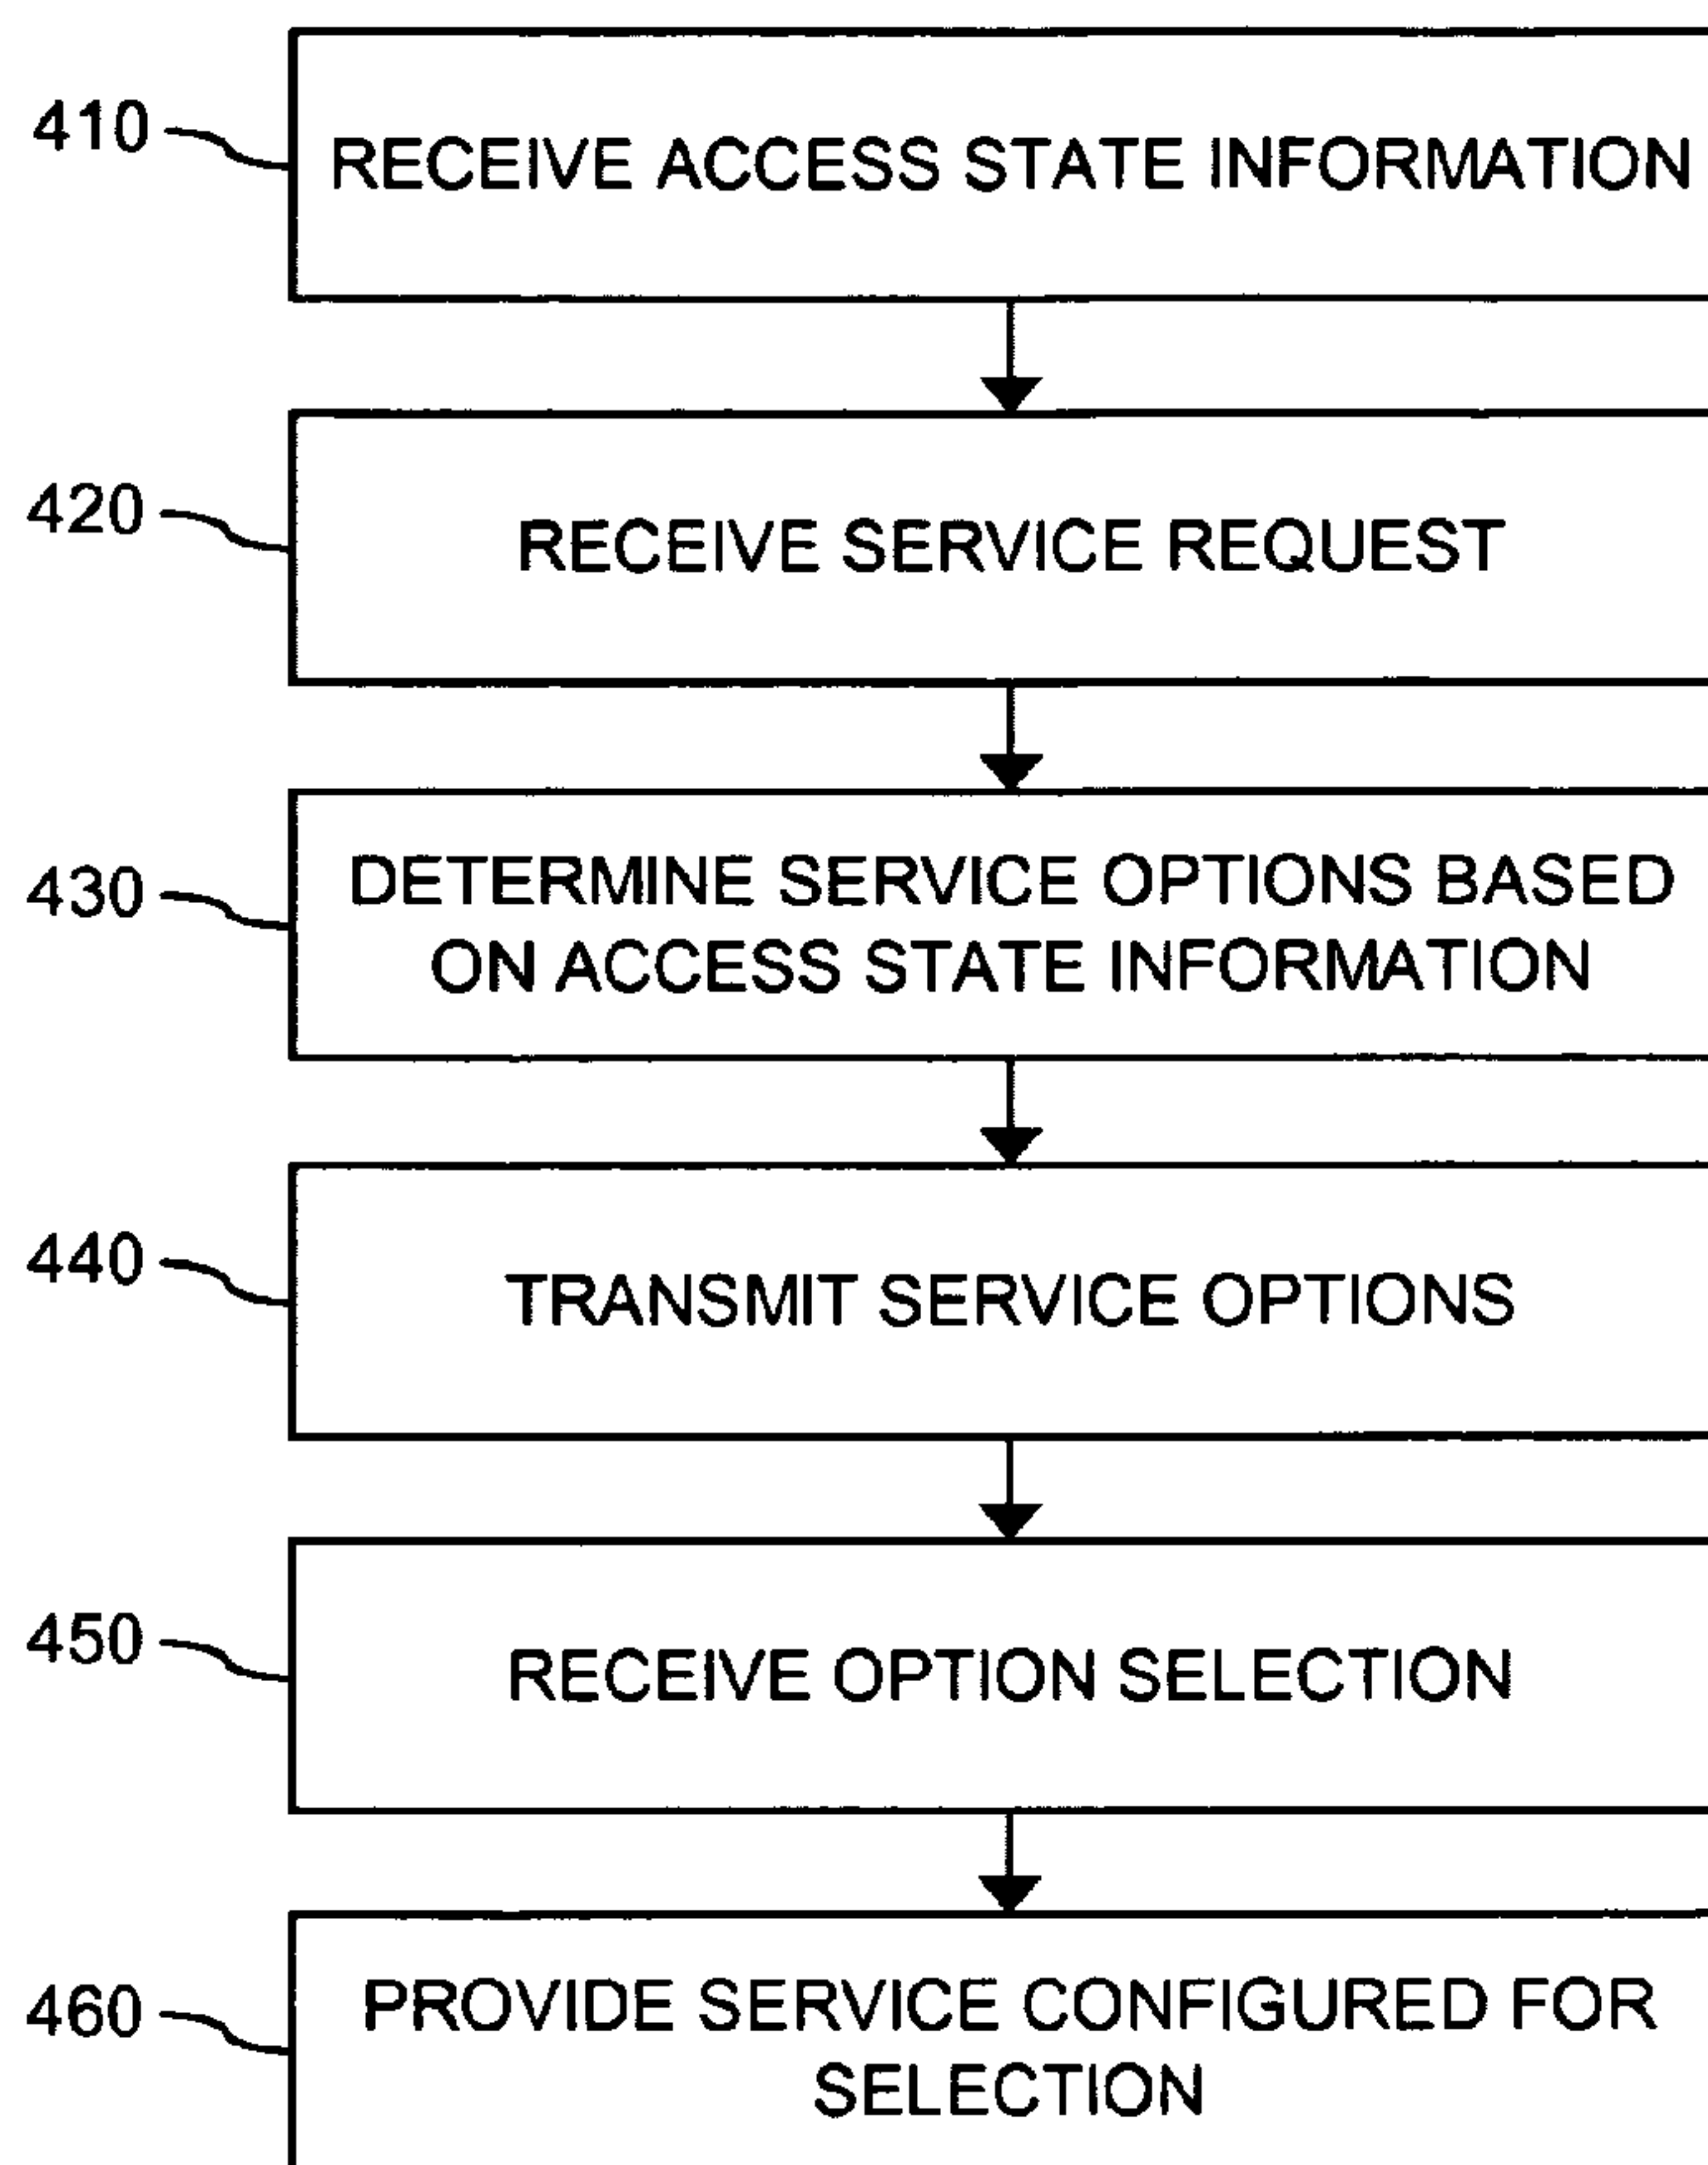 410
RECEIVE ACCESS STATE INFORMATION
420
RECEIVE SERVICE REQUEST
430
DETERMINE SERVICE OPTIONS BASED
ON ACCESS STATE INFORMATION
440
TRANSMIT SERVICE OPTIONS
450
RECEIVE OPTION SELECTION
460
PROVIDE SERVICE CONFIGURED FOR
SELECTION